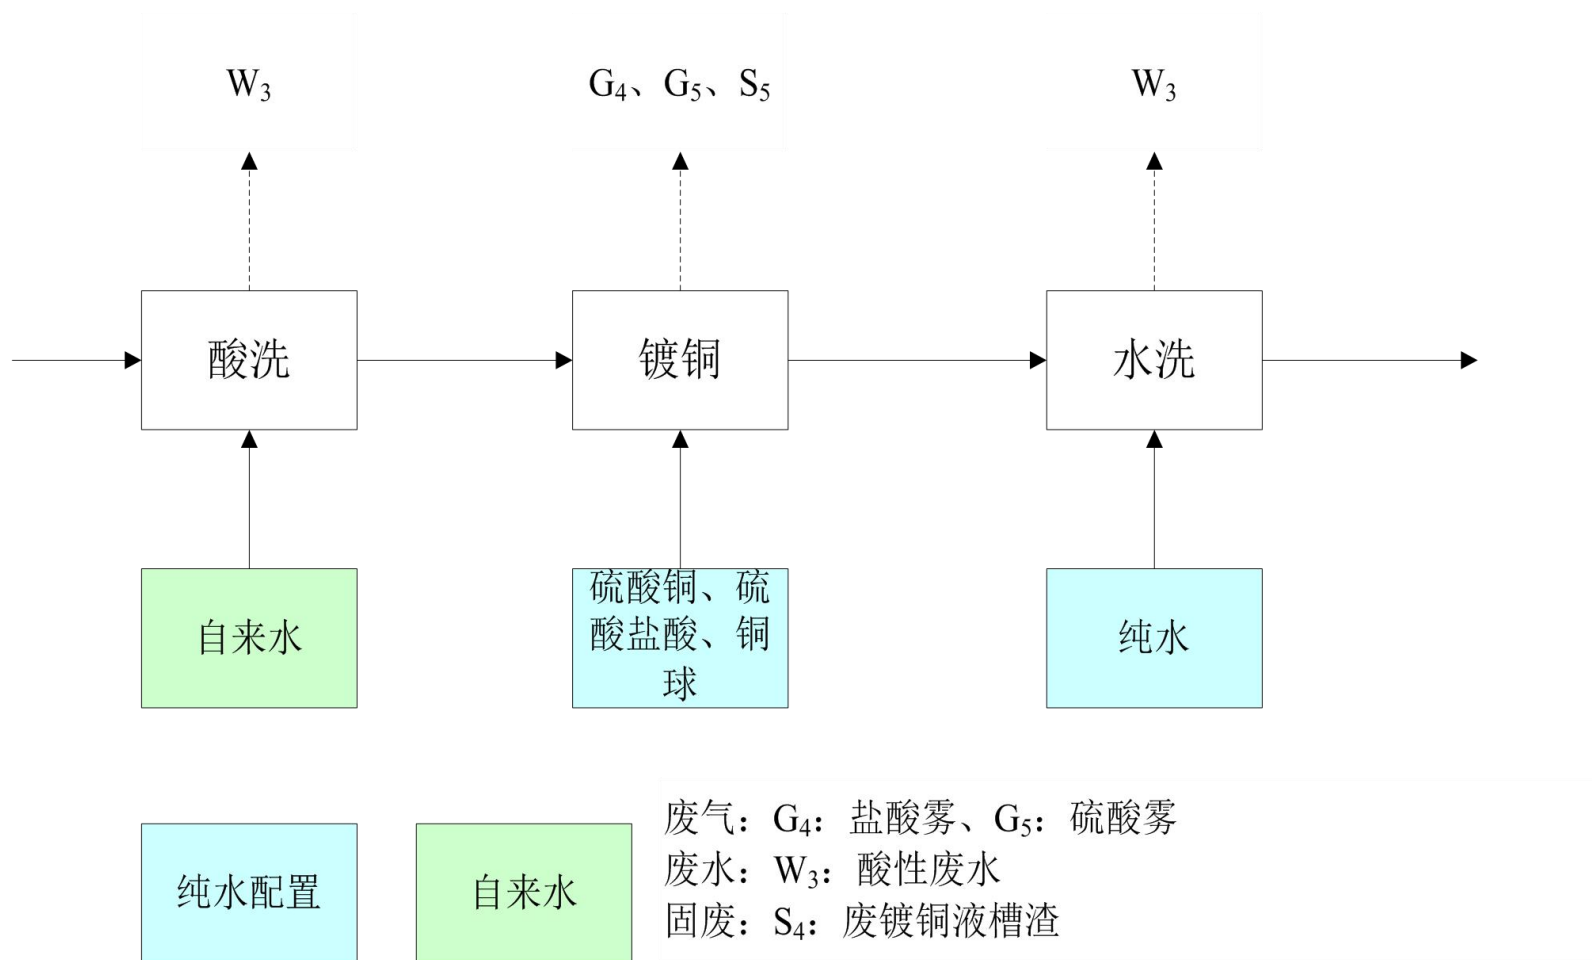 W₃
G₄、G₅、S₅
W₃
酸洗
镀铜
水洗
自来水
硫酸铜、硫
酸盐酸、铜
球
纯水
纯水配置
自来水
废气：G₄：盐酸雾、G₅：硫酸雾
废水：W₃：酸性废水
固废：S₄：废镀铜液槽渣